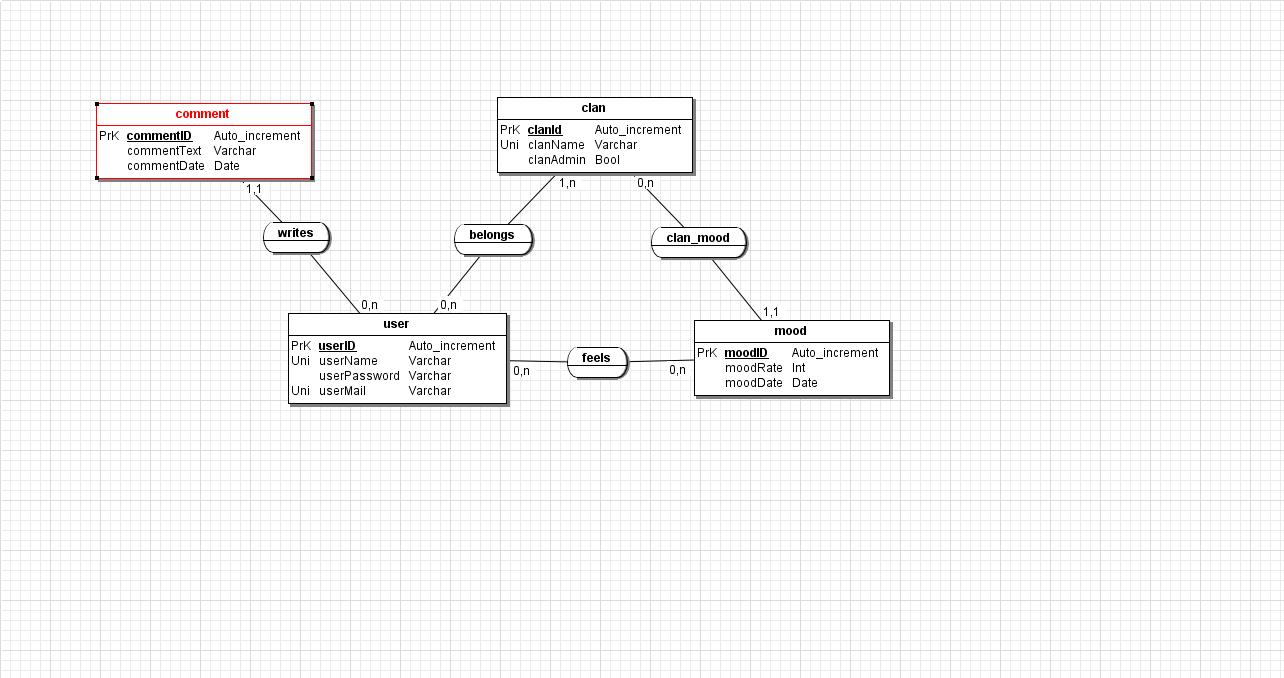 comment
PrK commentID Auto_increment
commentText Varchar
commentDate Date
clan
PrK clanId Auto_increment
Uni clanName Varchar
clanAdmin Bool
1,1
1,n
0,n
writes
belongs
clan_mood
0,n
0,n
1,1
user
PrK userID Auto_increment
Uni userName Varchar
userPassword Varchar
Uni userMail Varchar
feels
0,n
0,n
mood
PrK moodID Auto_increment
moodRate Int
moodDate Date